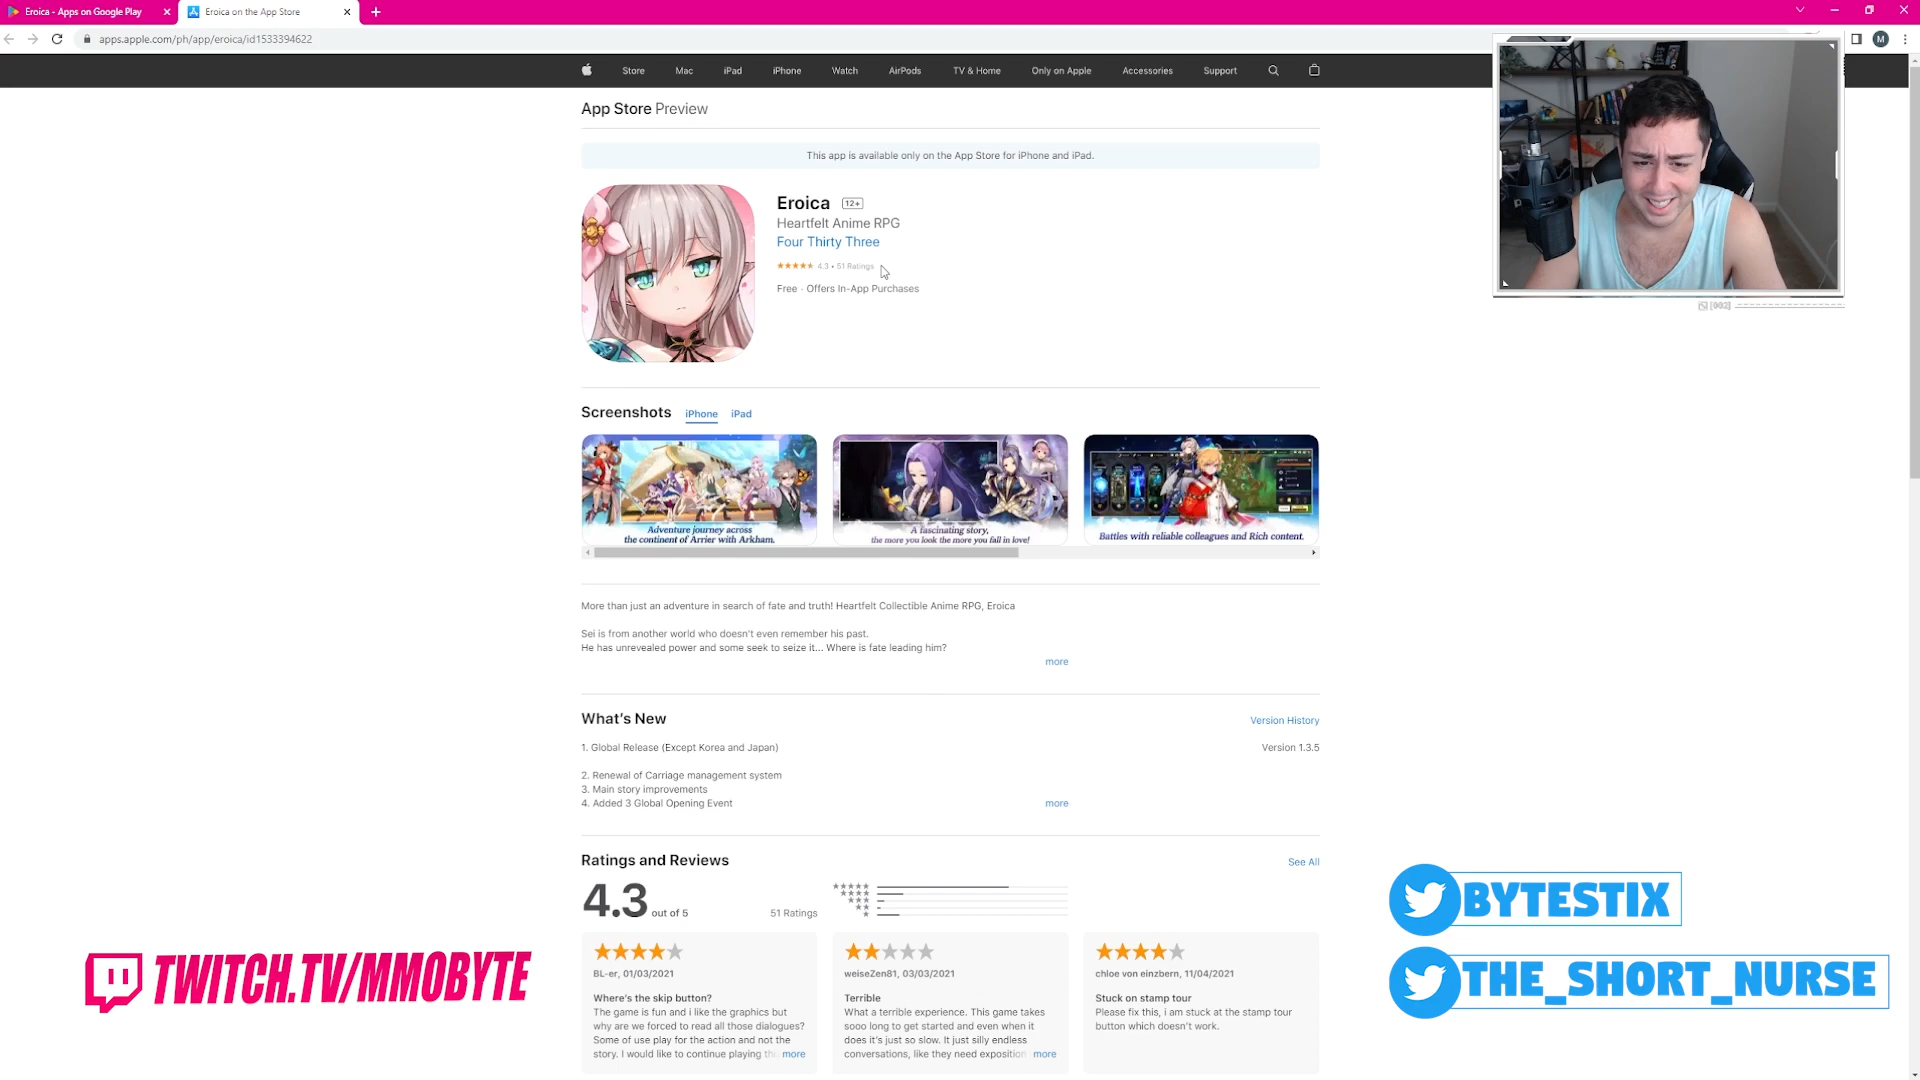 Eroica - Apps on Google Play
Eroica on the App Store
apps.apple.com/ph/app/eroica/id1533394622
M
Store
Mac
iPad
iPhone
Watch
AirPods
TV & Home
Only on Apple
Accessories
Support
App Store Preview
This app is available only on the App Store for iPhone and iPad.
Eroica 12+
Heartfelt Anime RPG
Four Thirty Three
4.3 • 51 Ratings
Free · Offers In-App Purchases
[002]
Screenshots iPhone iPad
Adventure journey across
the continent of Arrier with Arkham.
A fascinating story,
the more you look the more you fall in love!
Battles with reliable colleagues and Rich content.
More than just an adventure in search of fate and truth! Heartfelt Collectible Anime RPG, Eroica
Sei is from another world who doesn't even remember his past.
He has unrevealed power and some seek to seize it... Where is fate leading him?
more
What's New
Version History
1. Global Release (Except Korea and Japan)
Version 1.3.5
2. Renewal of Carriage management system
3. Main story improvements
4. Added 3 Global Opening Event
more
Ratings and Reviews
See All
4.3 out of 5
51 Ratings
BL-er, 01/03/2021
Where's the skip button?
The game is fun and i like the graphics but
why are we forced to read all those dialogues?
Some of use play for the action and not the
story. I would like to continue playing more
weiseZen81, 03/03/2021
Terrible
What a terrible experience. This game takes
sooo long to get started and even when it
does it's just so slow. It just silly endless
conversations, like they need exposition more
chloe von einzbern, 11/04/2021
Stuck on stamp tour
Please fix this, i am stuck at the stamp tour
button which doesn't work.
TWITCH.TV/MMOBYTE
BYTESTIX
THE_SHORT_NURSE